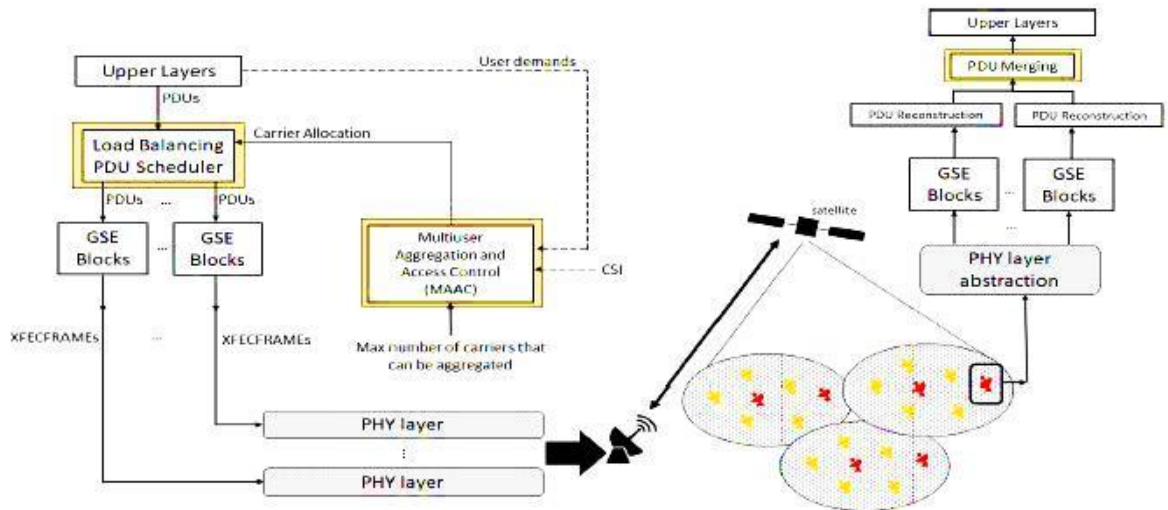 Upper Layers
PDUs
User demands
Load Balancing
PDU Scheduler
Carrier Allocation
PDUs
...
PDUs
GSE
Blocks
...
GSE
Blocks
Multiuser
Aggregation and
Access Control
(MAAC)
CSI
XFECFRAMEs
...
XFECFRAMEs
Max number of carriers that
can be aggregated
PHY layer
...
PHY layer
satellite
Upper Layers
PDU Merging
PDU Reconstruction
PDU Reconstruction
GSE
Blocks
...
GSE
Blocks
...
PHY layer
abstraction